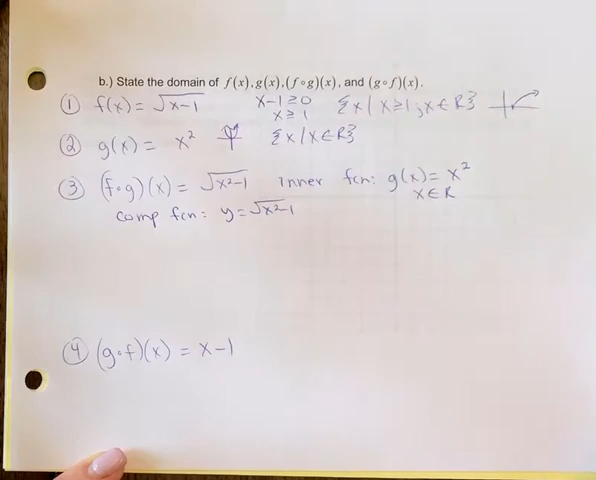 b.) State the domain of f(x), g(x), (f∘g)(x), and (g∘f)(x).
① f(x) = √x-1 x-1≥0 {x | x≥1, x∈R}
x≥1
② g(x) = x² {x | x∈R}
③ (f∘g)(x) = √x²-1 inner fcn: g(x) = x²
x∈R
comp fcn: y = √x²-1
④ (g∘f)(x) = x-1